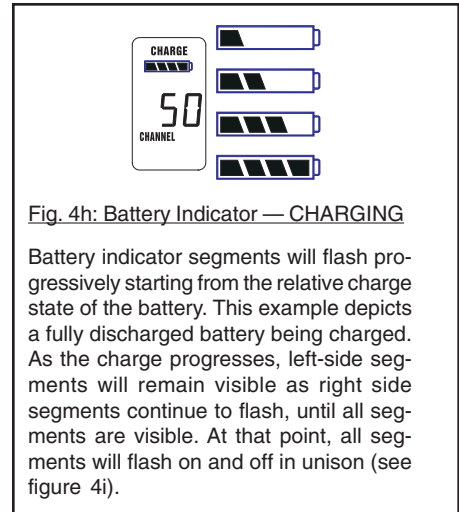 CHARGE
50
CHANNEL
Fig. 4h: Battery Indicator — CHARGING
Battery indicator segments will flash pro-
gressively starting from the relative charge
state of the battery. This example depicts
a fully discharged battery being charged.
As the charge progresses, left-side seg-
ments will remain visible as right side
segments continue to flash, until all seg-
ments are visible. At that point, all seg-
ments will flash on and off in unison (see
figure 4i).